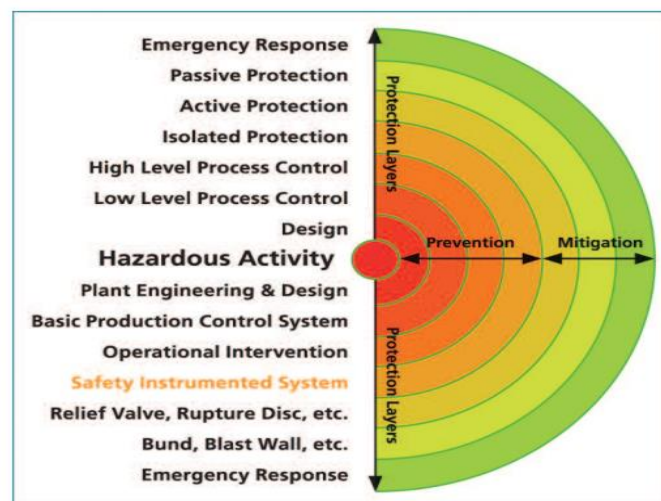 Emergency Response
Passive Protection
Active Protection
Isolated Protection
High Level Process Control
Low Level Process Control
Design
Hazardous Activity
Plant Engineering & Design
Basic Production Control System
Operational Intervention
Safety Instrumented System
Relief Valve, Rupture Disc, etc.
Bund, Blast Wall, etc.
Emergency Response
Protection Layers
Prevention
Mitigation
Protection Layers